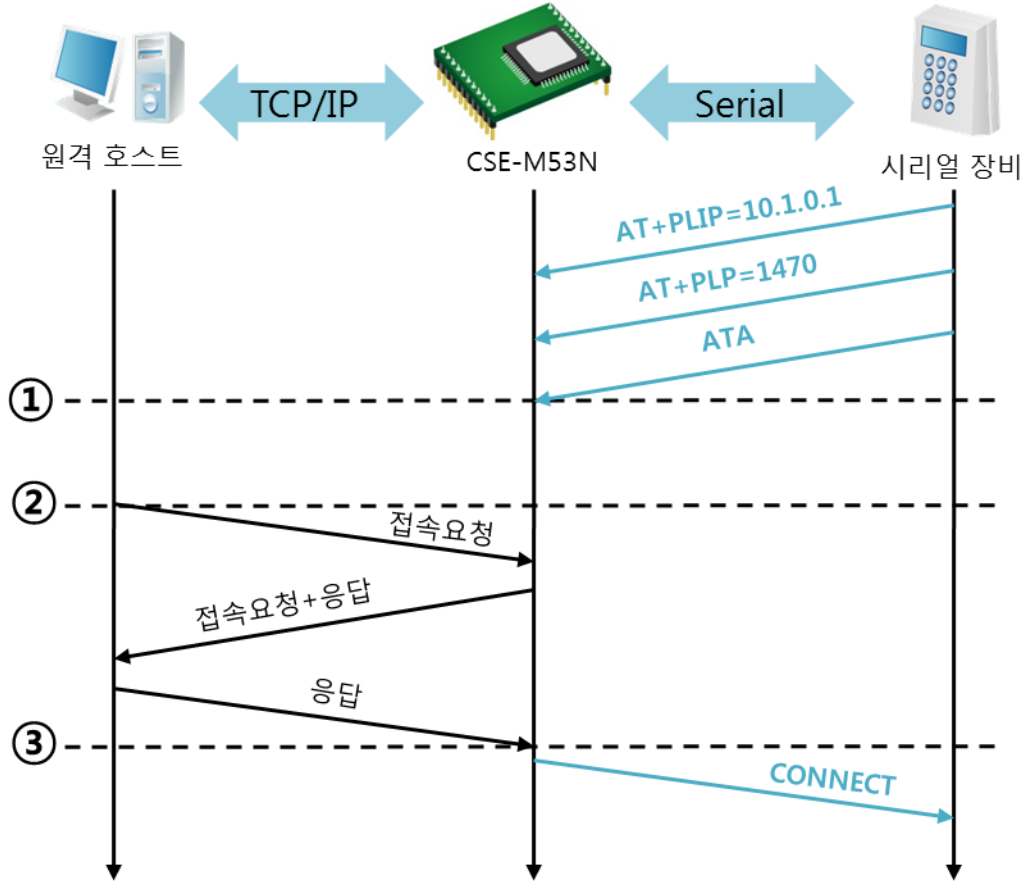 TCP/IP
Serial
원격 호스트
CSE-M53N
시리얼 장비
AT+PLIP=10.1.0.1
AT+PLP=1470
ATA
①
②
접속요청
접속요청+응답
응답
③
CONNECT